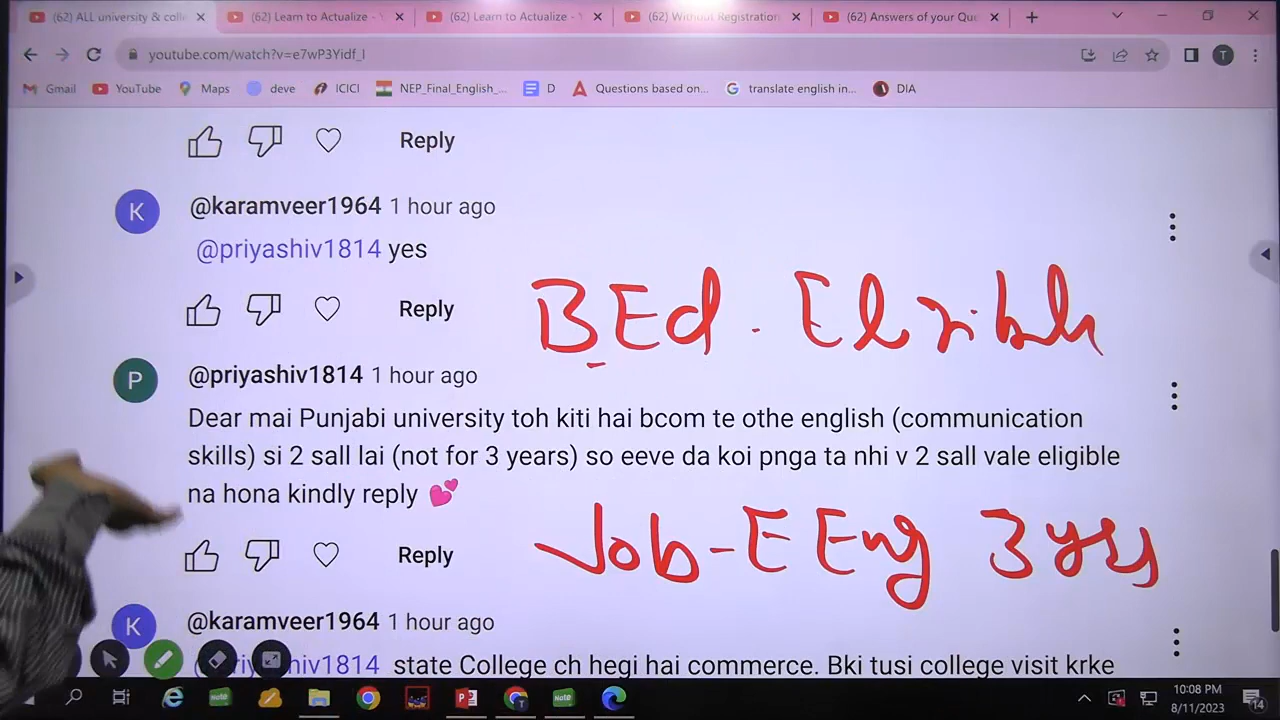 (62) ALL university & coll
(62) Learn to Actualize - Y
(62) Learn to Actualize - Y
(62) Without Registration
(62) Answers of your Que
youtube.com/watch?v=e7wP3Yidf_I
T
Gmail YouTube Maps deve ICICI NEP_Final_English_... D Questions based on... translate english in... DIA
Reply
K @karamveer1964 1 hour ago
@priyashiv1814 yes
Reply
BEd. Eligible
P @priyashiv1814 1 hour ago
Dear mai Punjabi university toh kiti hai bcom te othe english (communication
skills) si 2 sall lai (not for 3 years) so eeve da koi pnga ta nhi v 2 sall vale eligible
na hona kindly reply 💕
Job-E Eng 3 yrs
Reply
K @karamveer1964 1 hour ago
state College ch hegi hai commerce. Bki tusi college visit krke
10:08 PM
8/11/2023
14